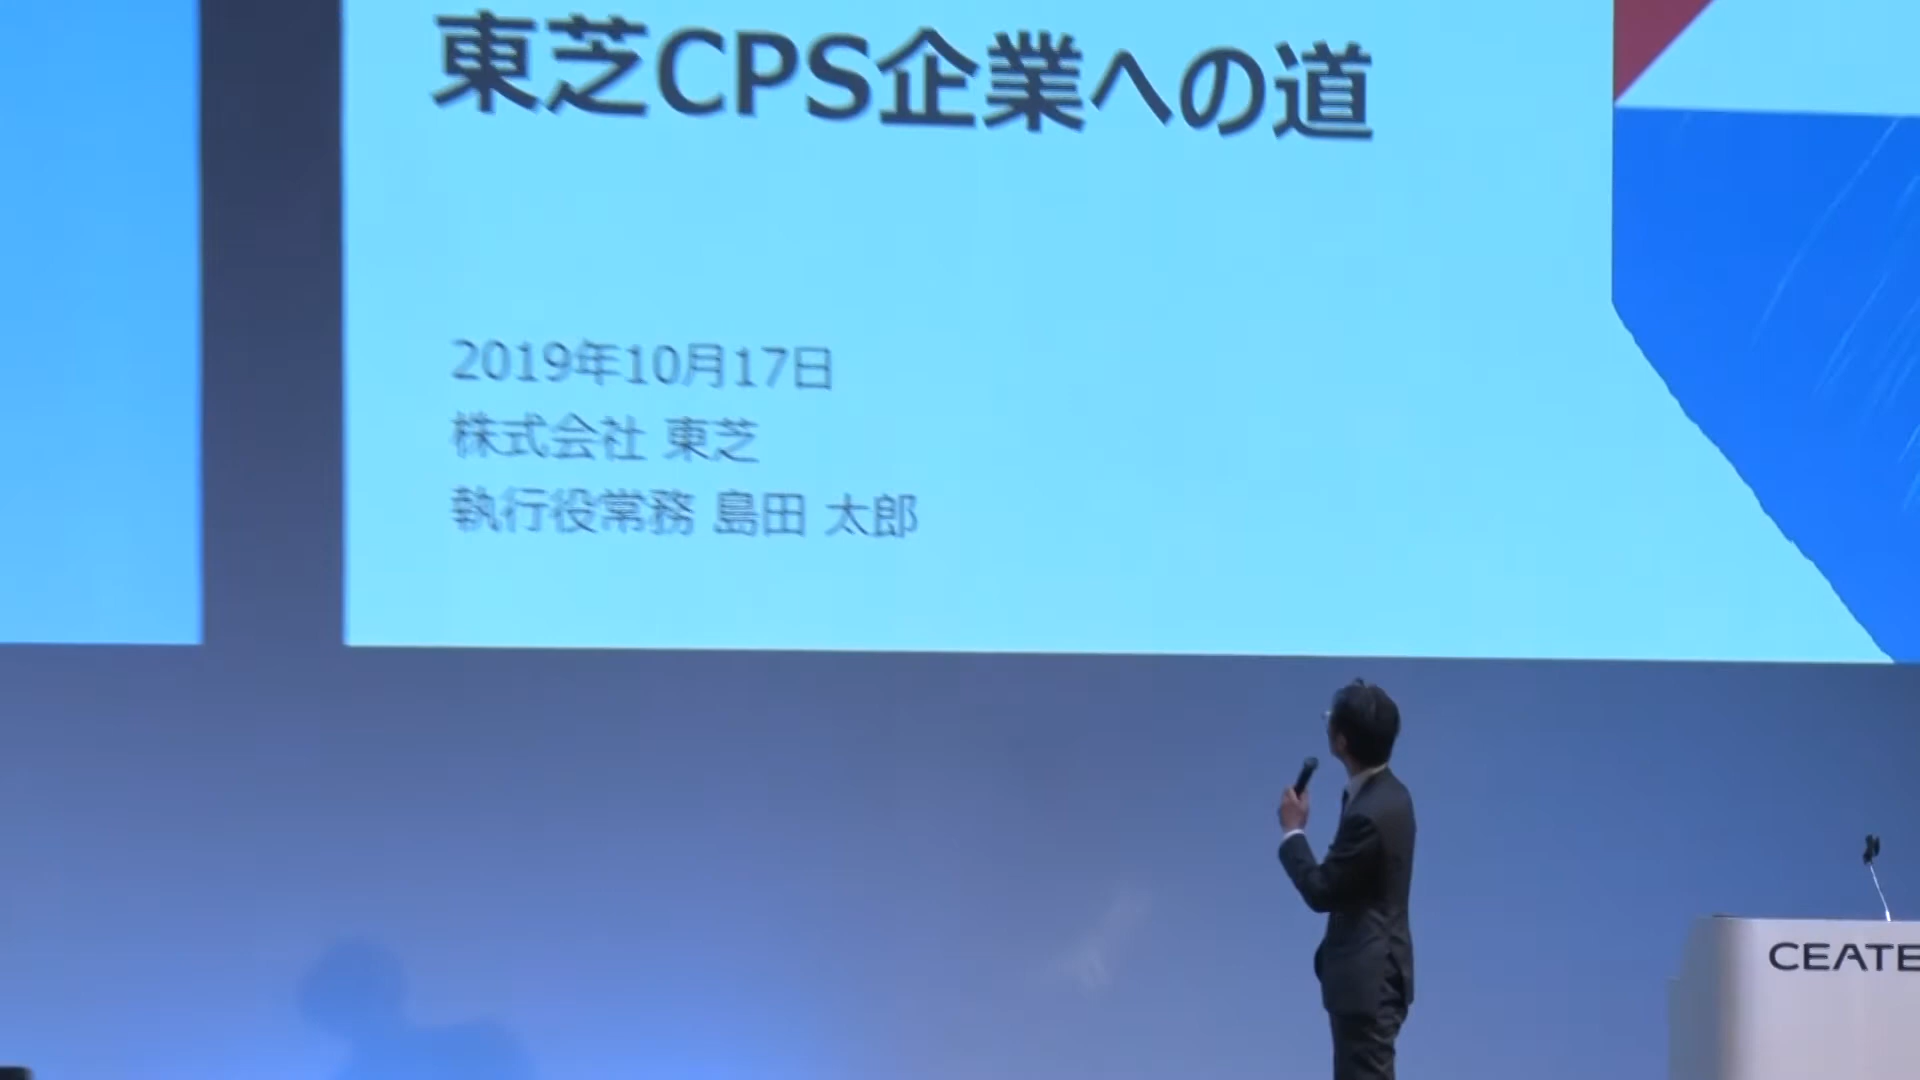 東芝CPS企業への道
2019年10月17日
株式会社 東芝
執行役常務 島田 太郎
CEATE